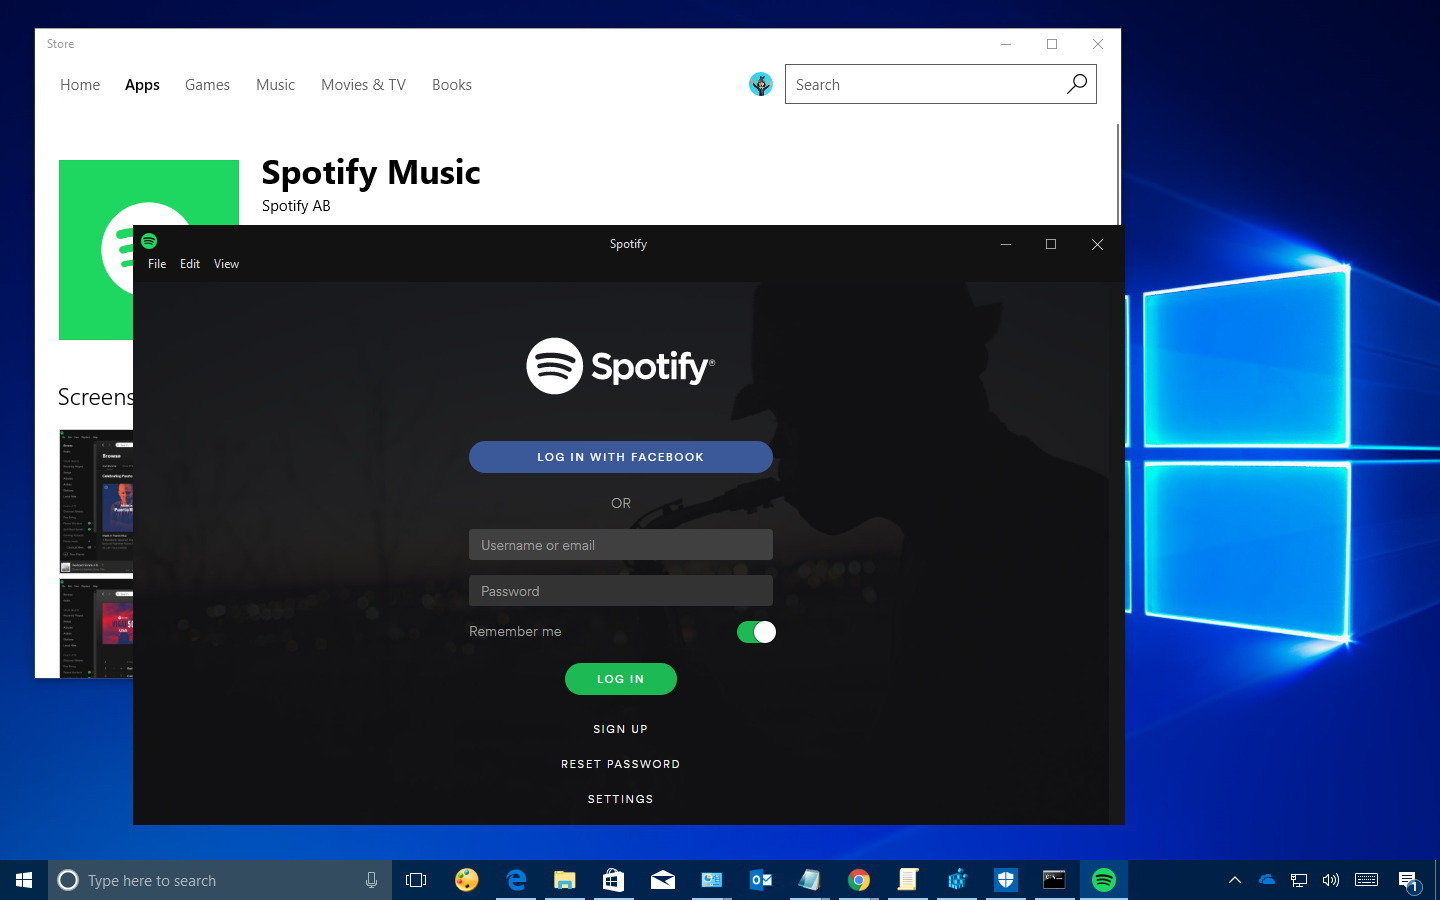 Store
Home Apps Games Music Movies & TV Books
Search
Spotify Music
Spotify AB
Spotify
File Edit View
Spotify®
LOG IN WITH FACEBOOK
OR
Username or email
Password
Remember me
LOG IN
SIGN UP
RESET PASSWORD
SETTINGS
Screens
Browse
Type here to search
1